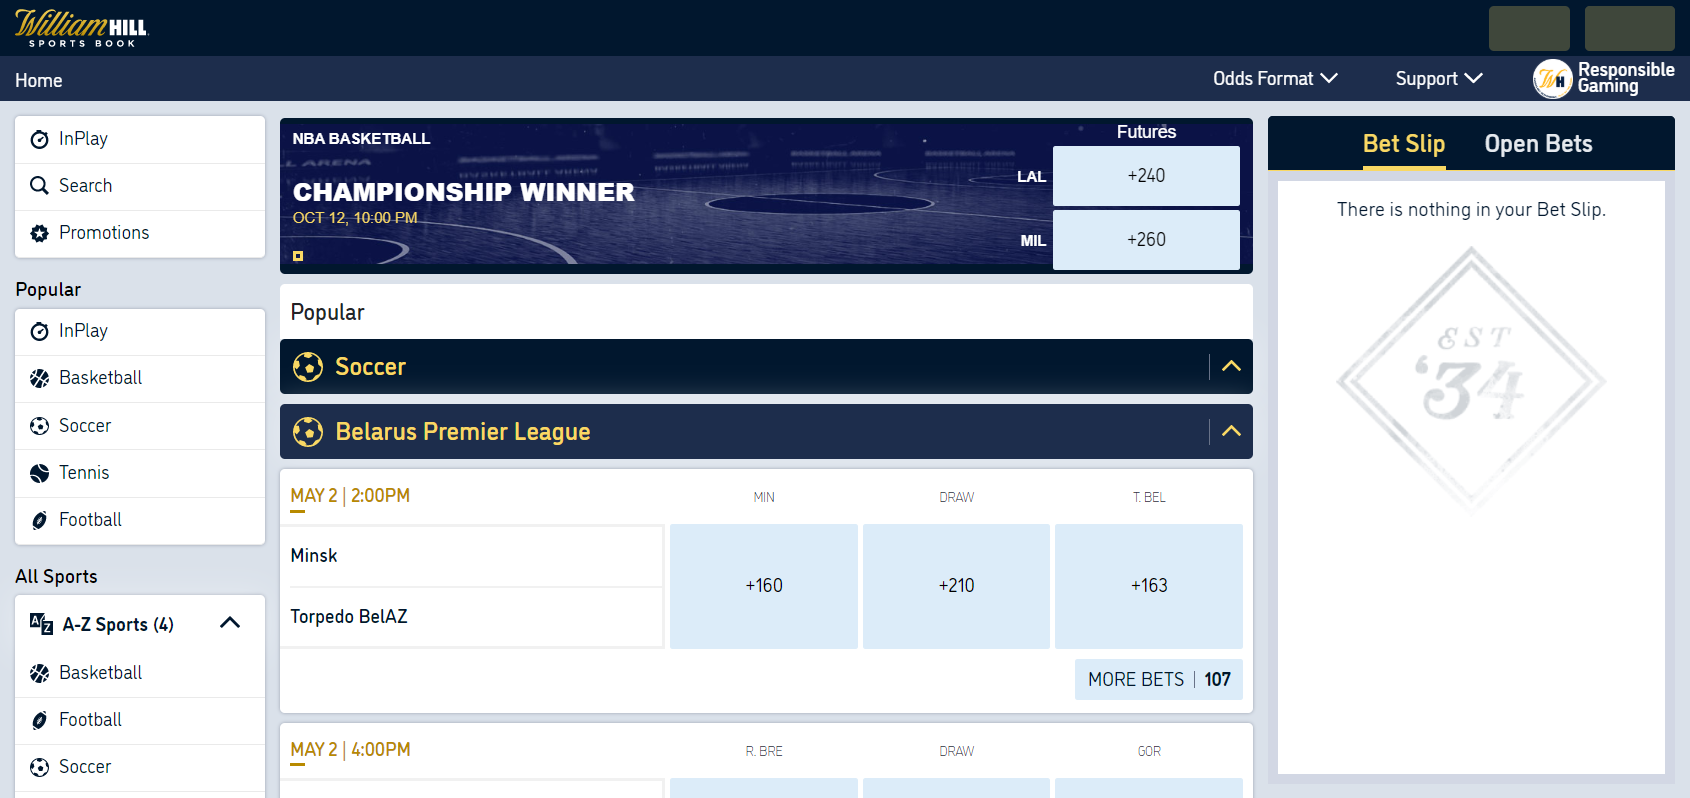 William HILL
SPORTS BOOK
Home
Odds Format
Support
Responsible
Gaming
InPlay
Search
Promotions
Popular
InPlay
Basketball
Soccer
Tennis
Football
All Sports
A-Z Sports (4)
Basketball
Football
Soccer
NBA BASKETBALL
CHAMPIONSHIP WINNER
OCT 12, 10:00 PM
Futures
LAL +240
MIL +260
Popular
Soccer
Belarus Premier League
MAY 2 | 2:00PM MIN DRAW T. BEL
Minsk
+160 +210 +163
Torpedo BelAZ
MORE BETS | 107
MAY 2 | 4:00PM R. BRE DRAW GOR
Bet Slip Open Bets
There is nothing in your Bet Slip.
EST
'34